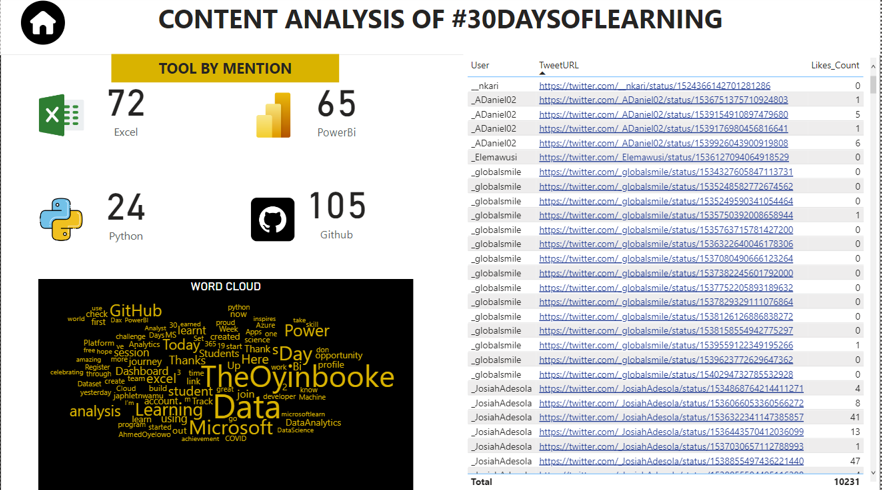 CONTENT ANALYSIS OF #30DAYSOFLEARNING
TOOL BY MENTION
72
Excel
65
PowerBi
24
Python
105
Github
WORD CLOUD
use
check
GitHub
python
now
inspires
take
skill
world
first
Dax PowerBI
30
earned
proud
Week
Azure
Apps
one
Power
Analyst
challenge
Days
MS
learnt
Set
created
science
Platform
ve
Analytics
Today
365
19
start
Thank
sDay
don
free
hope
people
session
Students
Here
opportunity
amazing
more
journey
Thanks
Up
work
Bi
profile
Register
through
Dashboard
3
time
TheOyinbooke
celebrating
Dataset
create
team
excel
link
2
know
yesterday
Cloud
build
student
great
join
developer
Machine
japhletnwamu
account
m
Track
Data
analysis
I'm
Learning
microsoftlearn
learn
using
go
DataAnalytics
program
started
out
Microsoft
DataScience
AhmedOyelowo
achievement
COVID
User TweetURL Likes_Count
__nkari https://twitter.com/__nkari/status/1524366142701281286 0
_ADaniel02 https://twitter.com/_ADaniel02/status/1536751375710924803 1
_ADaniel02 https://twitter.com/_ADaniel02/status/1539154910897479680 5
_ADaniel02 https://twitter.com/_ADaniel02/status/1539176980456816641 1
_ADaniel02 https://twitter.com/_ADaniel02/status/1539926043900919808 6
_Elemawusi https://twitter.com/_Elemawusi/status/1536127094064918529 0
_globalsmile https://twitter.com/_globalsmile/status/1534327605847113731 0
_globalsmile https://twitter.com/_globalsmile/status/1535248582772674562 0
_globalsmile https://twitter.com/_globalsmile/status/1535249590341054464 0
_globalsmile https://twitter.com/_globalsmile/status/1535750392008658944 1
_globalsmile https://twitter.com/_globalsmile/status/1535763715781427200 0
_globalsmile https://twitter.com/_globalsmile/status/1536322640046178306 0
_globalsmile https://twitter.com/_globalsmile/status/1537080490666123264 0
_globalsmile https://twitter.com/_globalsmile/status/1537382245601792000 0
_globalsmile https://twitter.com/_globalsmile/status/1537752205893189632 0
_globalsmile https://twitter.com/_globalsmile/status/1537829329111076864 0
_globalsmile https://twitter.com/_globalsmile/status/1538126126886838272 0
_globalsmile https://twitter.com/_globalsmile/status/1538158554942775297 0
_globalsmile https://twitter.com/_globalsmile/status/1539559122349195266 1
_globalsmile https://twitter.com/_globalsmile/status/1539623772629647362 0
_globalsmile https://twitter.com/_globalsmile/status/1540294732785532928 0
_JosiahAdesola https://twitter.com/_JosiahAdesola/status/1534868764214411271 4
_JosiahAdesola https://twitter.com/_JosiahAdesola/status/1536066053360566272 8
_JosiahAdesola https://twitter.com/_JosiahAdesola/status/1536322341147385857 41
_JosiahAdesola https://twitter.com/_JosiahAdesola/status/1536443570412036099 13
_JosiahAdesola https://twitter.com/_JosiahAdesola/status/1537030657112788993 1
_JosiahAdesola https://twitter.com/_JosiahAdesola/status/1538855497436221440 47
Total 10231